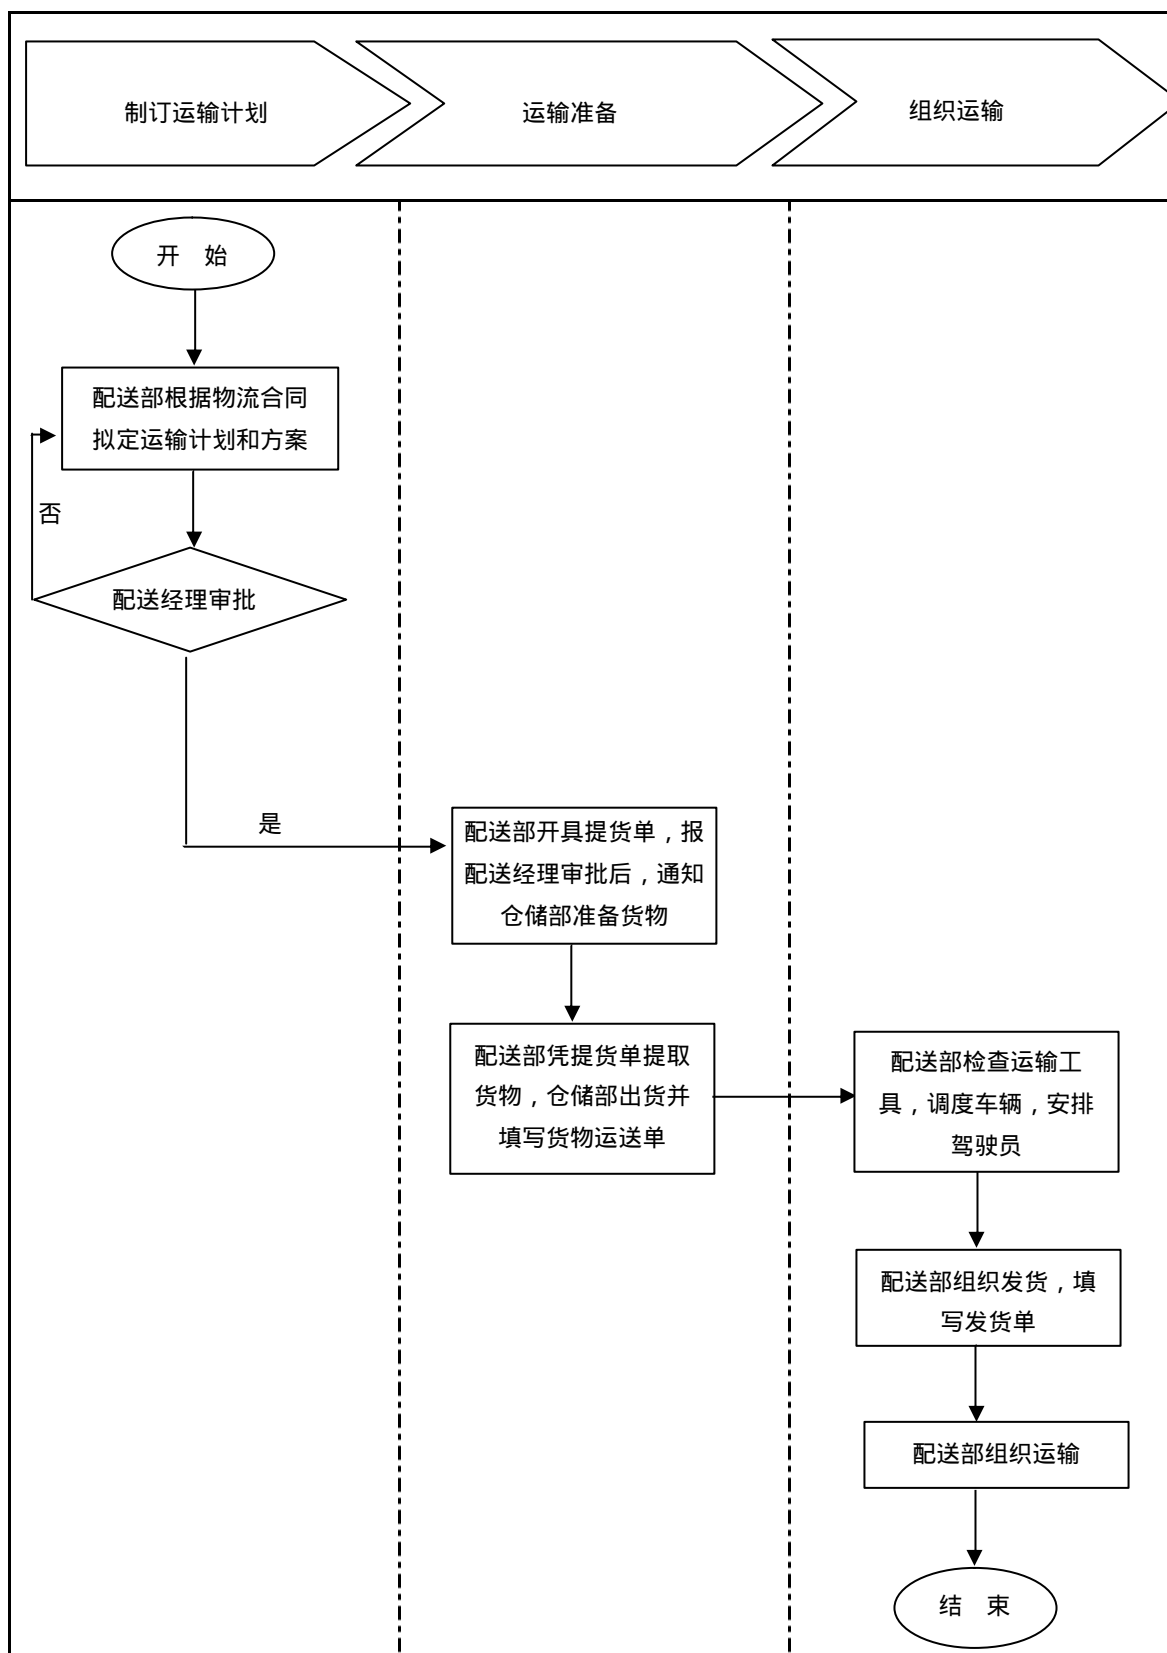 制订运输计划
运输准备
组织运输
开 始
配送部根据物流合同
拟定运输计划和方案
否
配送经理审批
是
配送部开具提货单，报
配送经理审批后，通知
仓储部准备货物
配送部凭提货单提取
货物，仓储部出货并
填写货物运送单
配送部检查运输工
具，调度车辆，安排
驾驶员
配送部组织发货，填
写发货单
配送部组织运输
结 束